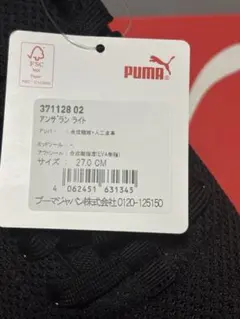 FSC
PUMA
371128 02
アンザラン ライト
アッパー : 合成繊維・人工皮革
ミッドソール : -
アウトソール : 合成樹脂底(EVA樹脂)
サイズ : 27.0 CM
4 062451 631345
プーマジャパン株式会社 0120-125150